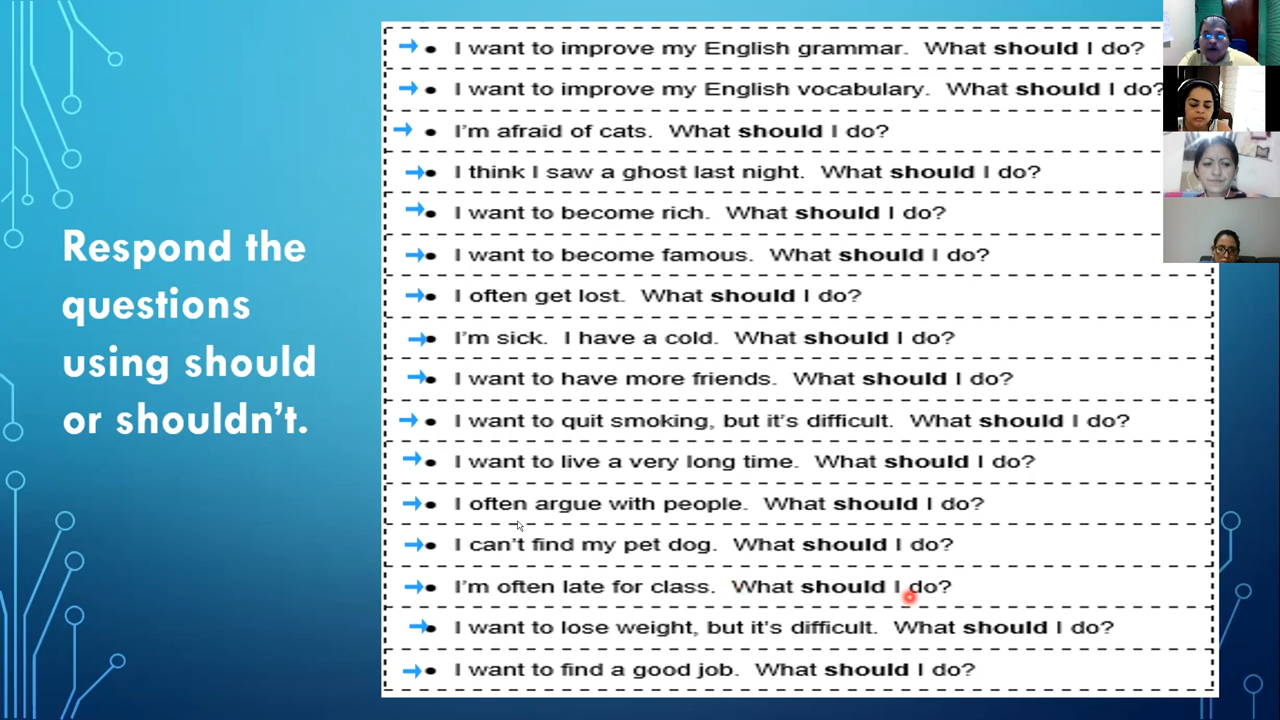 Respond the
questions
using should
or shouldn't.
• I want to improve my English grammar. What should I do?
• I want to improve my English vocabulary. What should I do?
• I'm afraid of cats. What should I do?
• I think I saw a ghost last night. What should I do?
• I want to become rich. What should I do?
• I want to become famous. What should I do?
• I often get lost. What should I do?
• I'm sick. I have a cold. What should I do?
• I want to have more friends. What should I do?
• I want to quit smoking, but it's difficult. What should I do?
• I want to live a very long time. What should I do?
• I often argue with people. What should I do?
• I can't find my pet dog. What should I do?
• I'm often late for class. What should I do?
• I want to lose weight, but it's difficult. What should I do?
• I want to find a good job. What should I do?